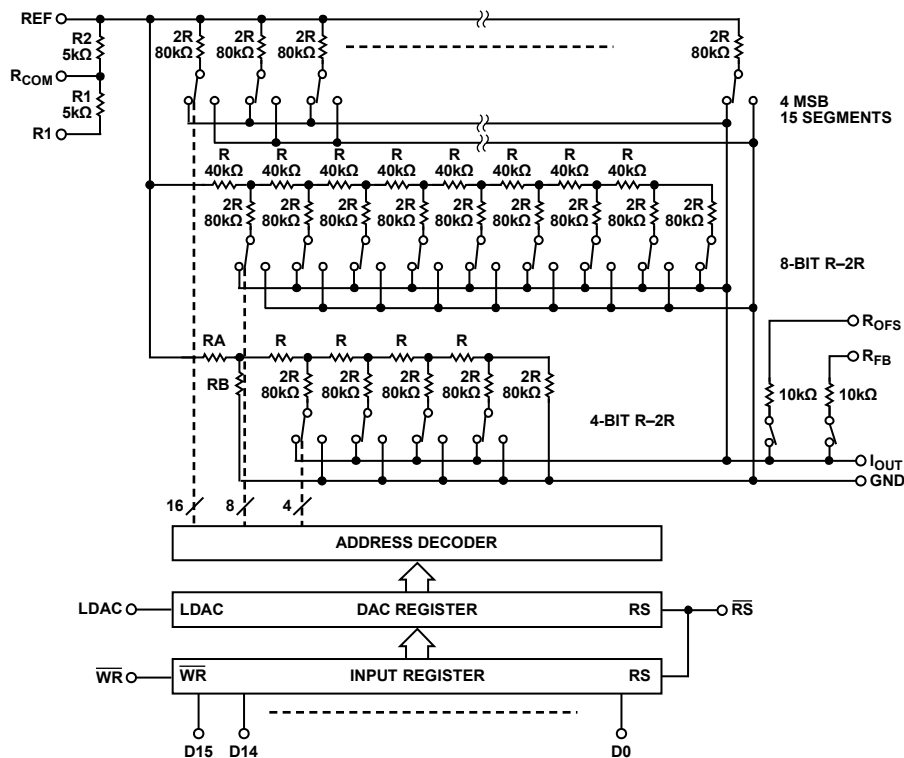 REF
R2
5kΩ
RCOM
R1
5kΩ
R1
2R 2R 2R 2R
80kΩ 80kΩ 80kΩ 80kΩ
4 MSB
15 SEGMENTS
R R R R R R R R
40kΩ 40kΩ 40kΩ 40kΩ 40kΩ 40kΩ 40kΩ 40kΩ
2R 2R 2R 2R 2R 2R 2R 2R 2R
80kΩ 80kΩ 80kΩ 80kΩ 80kΩ 80kΩ 80kΩ 80kΩ 80kΩ
8-BIT R–2R
ROFS
RA R R R R
RFB
RB
2R 2R 2R 2R 2R
80kΩ 80kΩ 80kΩ 80kΩ 80kΩ
10kΩ 10kΩ
4-BIT R–2R
IOUT
GND
16 8 4
ADDRESS DECODER
LDAC LDAC DAC REGISTER RS RS
WR WR INPUT REGISTER RS
D15 D14 D0